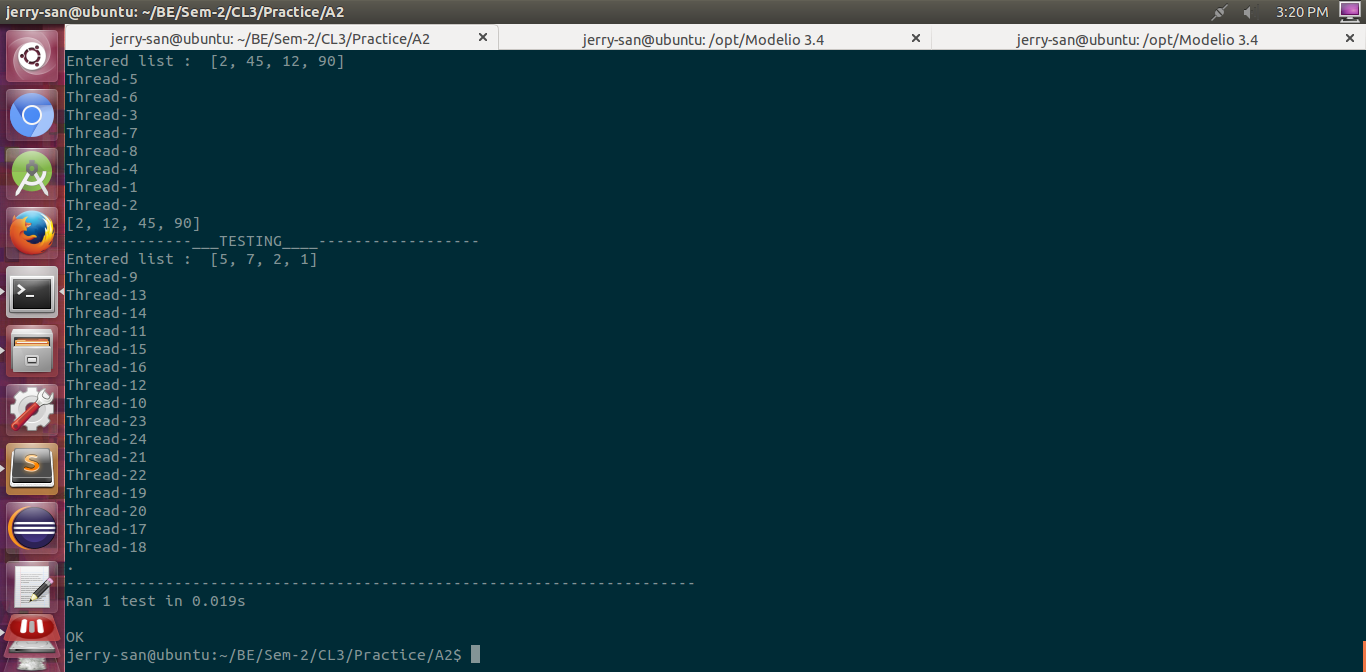 jerry-san@ubuntu: ~/BE/Sem-2/CL3/Practice/A2
3:20 PM
jerry-san@ubuntu: ~/BE/Sem-2/CL3/Practice/A2
jerry-san@ubuntu: /opt/Modelio 3.4
jerry-san@ubuntu: /opt/Modelio 3.4
Entered list :  [2, 45, 12, 90]
Thread-5
Thread-6
Thread-3
Thread-7
Thread-8
Thread-4
Thread-1
Thread-2
[2, 12, 45, 90]
--------------___TESTING____------------------
Entered list :  [5, 7, 2, 1]
Thread-9
Thread-13
Thread-14
Thread-11
Thread-15
Thread-16
Thread-12
Thread-10
Thread-23
Thread-24
Thread-21
Thread-22
Thread-19
Thread-20
Thread-17
Thread-18
.
----------------------------------------------------------------------
Ran 1 test in 0.019s
OK
jerry-san@ubuntu:~/BE/Sem-2/CL3/Practice/A2$